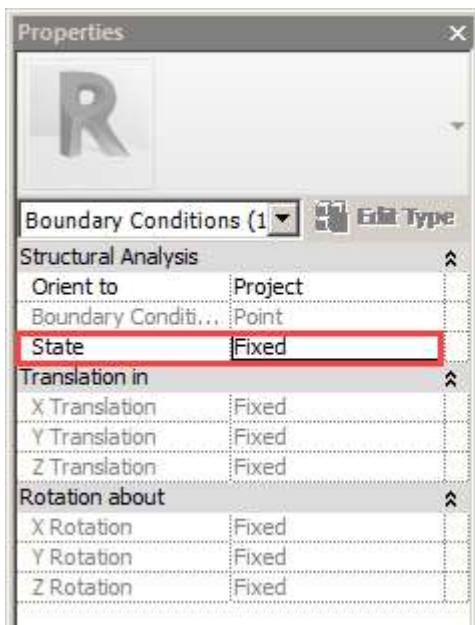 Properties
R
Boundary Conditions (1 Edit Type
Structural Analysis
Orient to Project
Boundary Conditi... Point
State Fixed
Translation in
X Translation Fixed
Y Translation Fixed
Z Translation Fixed
Rotation about
X Rotation Fixed
Y Rotation Fixed
Z Rotation Fixed